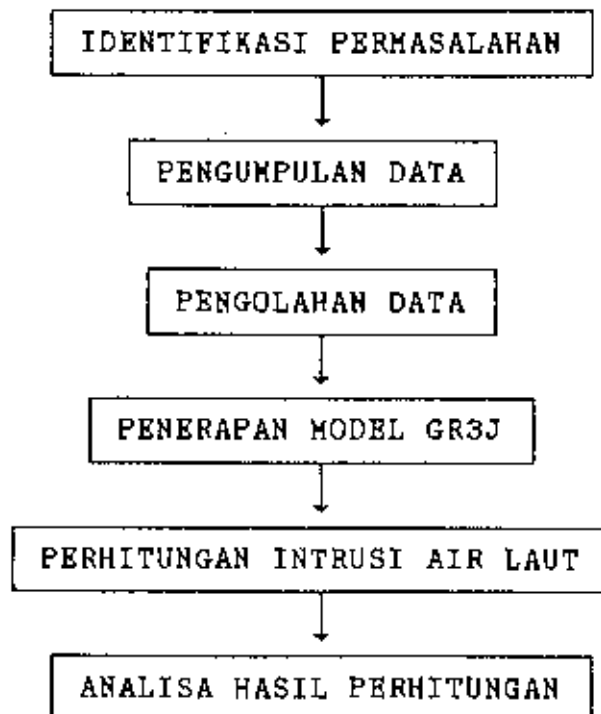 IDENTIFIKASI PERMASALAHAN
PENGUMPULAN DATA
PENGOLAHAN DATA
PENERAPAN MODEL GR3J
PERHITUNGAN INTRUSI AIR LAUT
ANALISA HASIL PERHITUNGAN